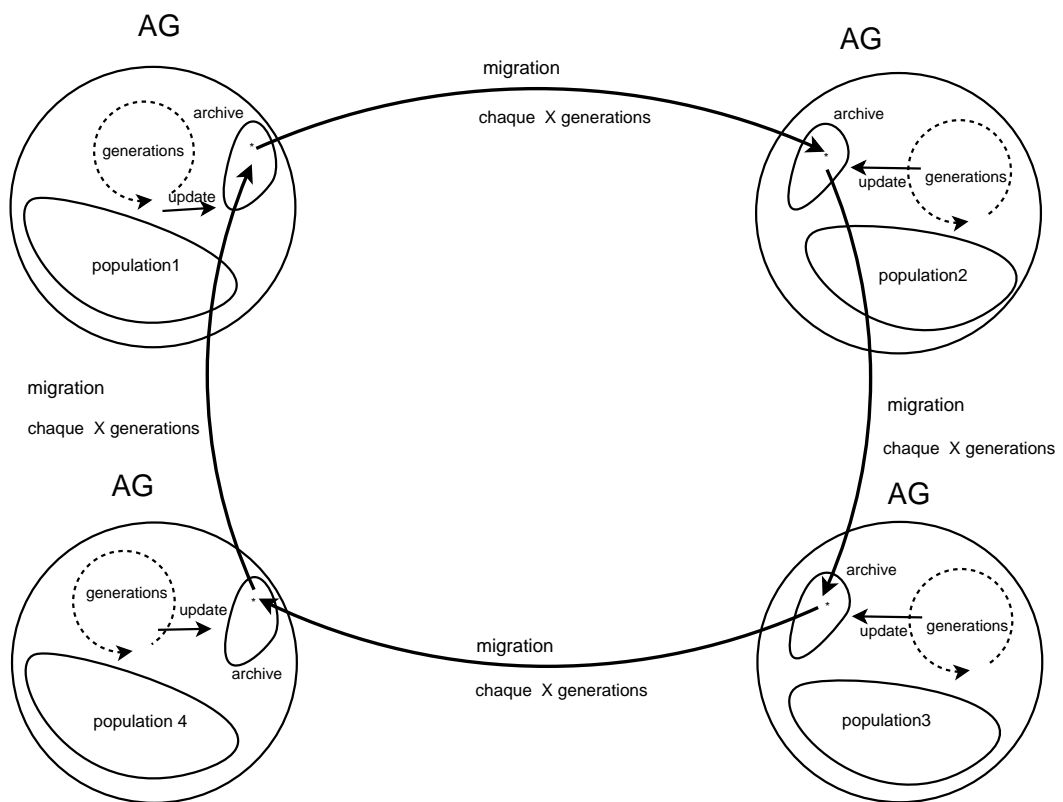 AG
AG
migration
chaque X generations
archive
generations
update
population1
archive
update
generations
population2
migration
chaque X generations
migration
chaque X generations
AG
AG
generations
update
archive
population 4
archive
update
generations
population3
migration
chaque X generations